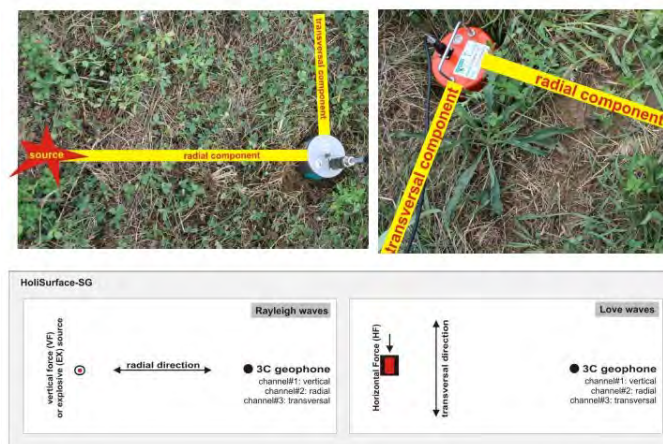 transversal component
source
radial component
radial component
transversal component
HoliSurface-SG
Rayleigh waves
vertical force (VF)
or explosive (EX) source
radial direction
3C geophone
channel#1: vertical
channel#2: radial
channel#3: transversal
Love waves
Horizontal Force (HF)
transversal direction
3C geophone
channel#1: vertical
channel#2: radial
channel#3: transversal